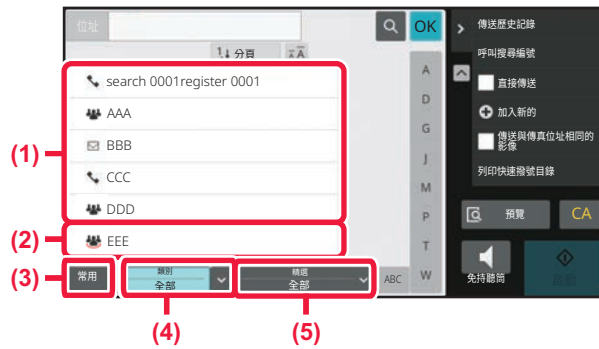 位址
OK
1↓ 分頁
search 0001register 0001
AAA
BBB
CCC
DDD
EEE
A
D
G
J
M
P
T
W
常用
類別
全部
精選
全部
ABC
傳送歷史記錄
呼叫搜尋編號
直接傳送
加入新的
傳送與傳真位址相同的
影像
列印快速撥號目錄
預覽
CA
免持聽筒
啟動
(1)
(2)
(3)
(4)
(5)